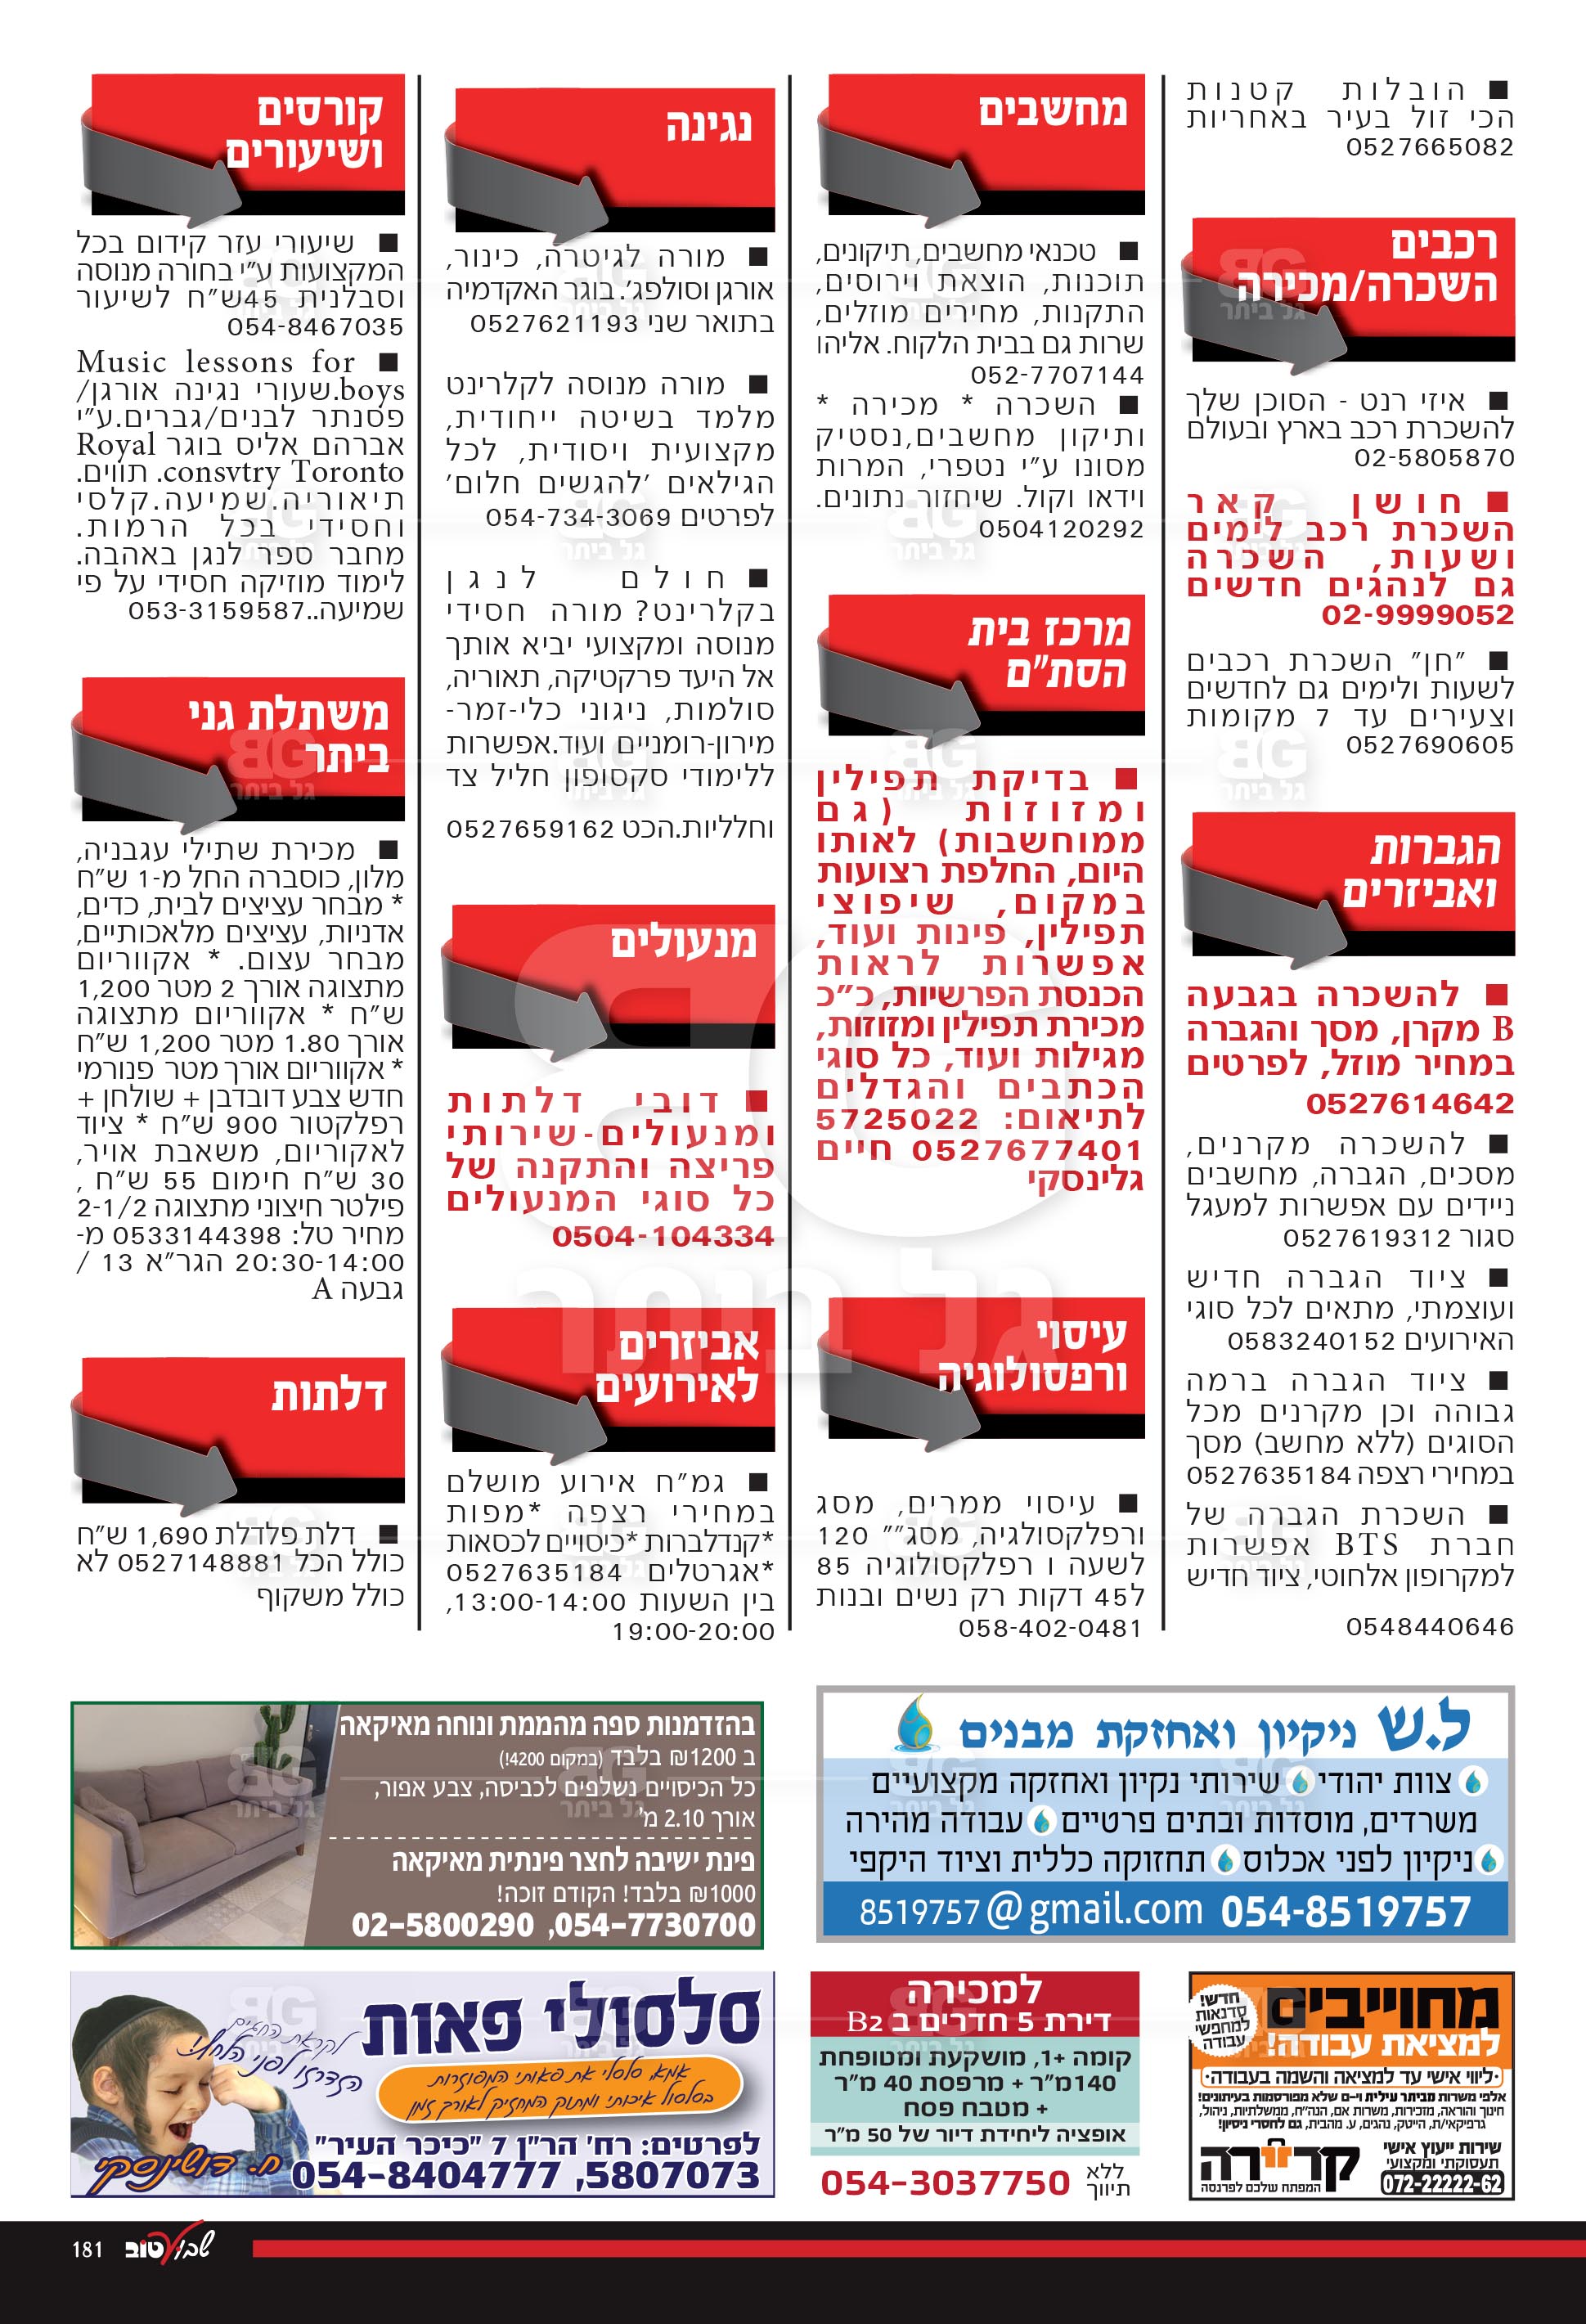 ■ הובלות קטנות
הכי זול בעיר באחריות
0527665082
רכבים
השכרה/מכירה
■ איזי רנט - הסוכן שלך
להשכרת רכב בארץ ובעולם
02-5805870
■ חושן קאר
השכרת רכב לימים
ושעות, השכרה
גם לנהגים חדשים
02-9999052
■ "חן" השכרת רכבים
לשעות ולימים גם לחדשים
וצעירים עד 7 מקומות
0527690605
הגברות
ואביזרים
■ להשכרה בגבעה
B מקרן, מסך והגברה
במחיר מוזל, לפרטים
0527614642
■ להשכרה מקרנים,
מסכים, הגברה, מחשבים
ניידים עם אפשרות למעגל
סגור 0527619312
■ ציוד הגברה חדיש
ועוצמתי, מתאים לכל סוגי
האירועים 0583240152
■ ציוד הגברה ברמה
גבוהה וכן מקרנים מכל
הסוגים (ללא מחשב) מסך
במחירי רצפה 0527635184
■ השכרת הגברה של
חברת BTS אפשרות
למקרופון אלחוטי, ציוד חדיש
0548440646
מחשבים
■ טכנאי מחשבים, תיקונים,
תוכנות, הוצאת וירוסים,
התקנות, מחירים מוזלים,
שרות גם בבית הלקוח. אליהו
052-7707144
■ השכרה * מכירה *
ותיקון מחשבים,נסטיק
מסונו ע"י נטפרי, המרות
וידאו וקול. שיחזור נתונים.
0504120292
מרכז בית
הסת"ם
■ בדיקת תפילין
ומזוזות (גם
ממוחשבות) לאותו
היום, החלפת רצועות
במקום, שיפוצי
תפילין, פינות ועוד,
אפשרות לראות
הכנסת הפרשיות, כ"כ
מכירת תפילין ומזוזות,
מגילות ועוד, כל סוגי
הכתבים והגדלים
לתיאום: 5725022
0527677401 חיים
גלינסקי
עיסוי
ורפסולוגיה
■ עיסוי ממרים, מסג
ורפלקסולגיה, מסג"" 120
לשעה ו רפלקסולוגיה 85
ל45 דקות רק נשים ובנות
058-402-0481
נגינה
■ מורה לגיטרה, כינור,
אורגן וסולפג'. בוגר האקדמיה
בתואר שני 0527621193
■ מורה מנוסה לקלרינט
מלמד בשיטה ייחודית,
מקצועית ויסודית, לכל
הגילאים 'להגשים חלום'
לפרטים 054-734-3069
■ חולם לנגן
בקלרינט? מורה חסידי
מנוסה ומקצועי יביא אותך
אל היעד פרקטיקה, תאוריה,
סולמות, ניגוני כלי-זמר-
מירון-רומניים ועוד.אפשרות
ללימודי סקסופון חליל צד
וחלליות.הכט 0527659162
מנעולים
■ דובי דלתות
ומנעולים-שירותי
פריצה והתקנה של
כל סוגי המנעולים
0504-104334
אביזרים
לאירועים
■ גמ"ח אירוע מושלם
במחירי רצפה *מפות
*קנדלברות *כיסויים לכסאות
*אגרטלים 0527635184
בין השעות 13:00-14:00,
19:00-20:00
קורסים
ושיעורים
■ שיעורי עזר קידום בכל
המקצועות ע"י בחורה מנוסה
וסבלנית 45ש"ח לשיעור
054-8467035
■ Music lessons for
boys.שעורי נגינה אורגן/
פסנתר לבנים/גברים.ע"י
אברהם אליס בוגר Royal
consvtry Toronto. תווים.
תיאוריה.שמיעה.קלסי
וחסידי בכל הרמות.
מחבר ספר לנגן באהבה.
לימוד מוזיקה חסידי על פי
שמיעה..053-3159587
משתלת גני
ביתר
■ מכירת שתילי עגבניה,
מלון, כוסברה החל מ-1 ש"ח
* מבחר עציצים לבית, כדים,
אדניות, עציצים מלאכותיים,
מבחר עצום. * אקווריום
מתצוגה אורך 2 מטר 1,200
ש"ח * אקווריום מתצוגה
אורך 1.80 מטר 1,200 ש"ח
* אקווריום אורך מטר פנורמי
חדש צבע דובדבן + שולחן +
רפלקטור 900 ש"ח * ציוד
לאקוריום, משאבת אויר,
30 ש"ח חימום 55 ש"ח ,
פילטר חיצוני מתצוגה 2-1/2
מחיר טל: 0533144398 מ-
20:30-14:00 הגר"א 13 /
גבעה A
דלתות
■ דלת פלדלת 1,690 ש"ח
כולל הכל 0527148881 לא
כולל משקוף
ל.ש ניקיון ואחזקת מבנים
צוות יהודי שירותי נקיון ואחזקה מקצועיים
משרדים, מוסדות ובתים פרטיים עבודה מהירה
ניקיון לפני אכלוס תחזוקה כללית וציוד היקפי
8519757@gmail.com 054-8519757
בהזדמנות ספה מהממת ונוחה מאיקאה
ב 1200₪ בלבד (במקום 4200!)
כל הכיסויים נשלפים לכביסה, צבע אפור,
אורך 2.10 מ'
פינת ישיבה לחצר פינתית מאיקאה
1000₪ בלבד! הקודם זוכה!
02-5800290 ,054-7730700
מחוייבים
למציאת עבודה!
חדש!
סדנאות
למחפשי
עבודה
·ליווי אישי עד למציאה והשמה בעבודה·
אלפי משרות מביתר עילית וי-ם שלא מפורסמות בעיתונים!
חינוך והוראה, מזכירות, משרות אם, הנה"ח, ממשלתיות, ניהול,
גרפיקאי/ת, הייטק, נהגים, ע. מהבית, גם לחסרי ניסיון!
שירות ייעוץ אישי
תעסוקתי ומקצועי
072-22222-62
קריירה
המפתח שלכם לפרנסה
למכירה
דירת 5 חדרים ב B2
קומה +1, מושקעת ומטופחת
140מ"ר + מרפסת 40 מ"ר
+ מטבח פסח
אופציה ליחידת דיור של 50 מ"ר
ללא
תיווך
054-3037750
סלסולי פאות
לקראת החגים
הזדרזו לפני הלחץ!
אמא, סלסלי את פאותי המפוזרות
בסלסול איכותי ומתוק המחזיק לאורך זמן
לפרטים: רח' הר"ן 7 "כיכר העיר"
054-8404777 ,5807073
ח. דושינסקי
שבוע טוב 181
BG
גל ביתר